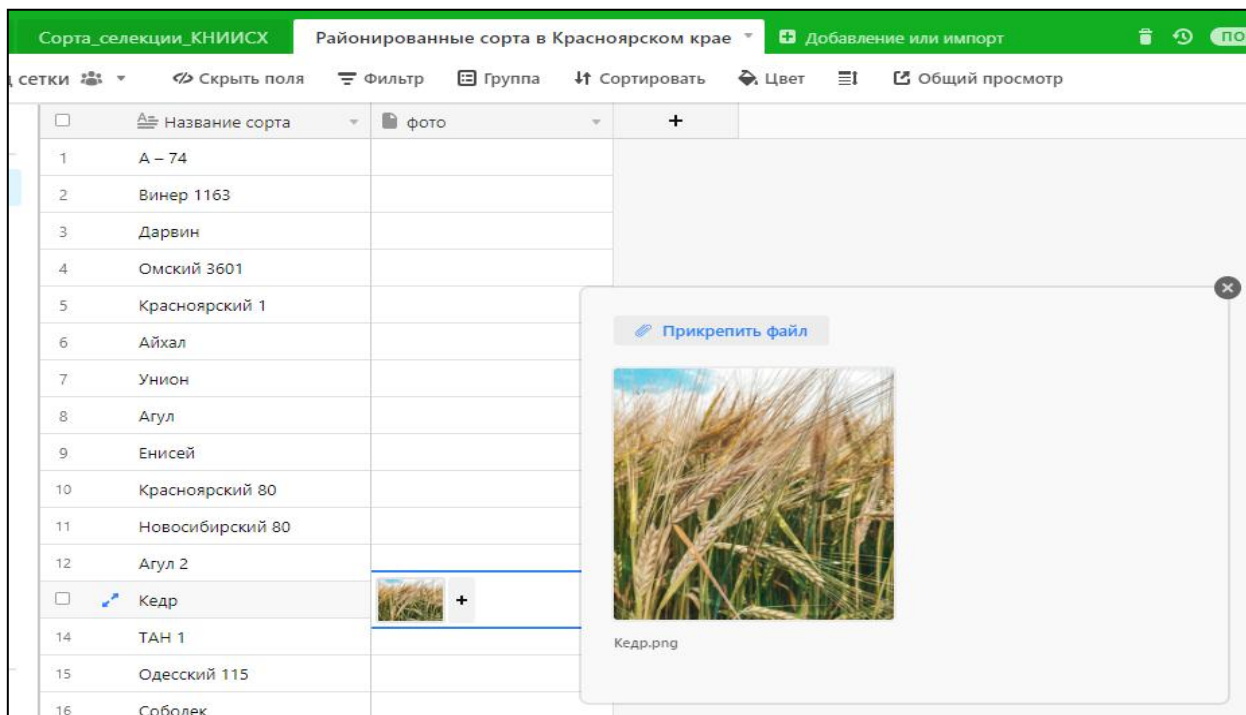 Сорта_селекции_КНИИСХ Районированные сорта в Красноярском крае Добавление или импорт
сетки Скрыть поля Фильтр Группа Сортировать Цвет Общий просмотр
Название сорта фото +
1 А – 74
2 Винер 1163
3 Дарвин
4 Омский 3601
5 Красноярский 1
6 Айхал
Прикрепить файл
7 Унион
8 Агул
9 Енисей
10 Красноярский 80
11 Новосибирский 80
12 Агул 2
Кедр +
14 ТАН 1
Кедр.png
15 Одесский 115
16 Соболек